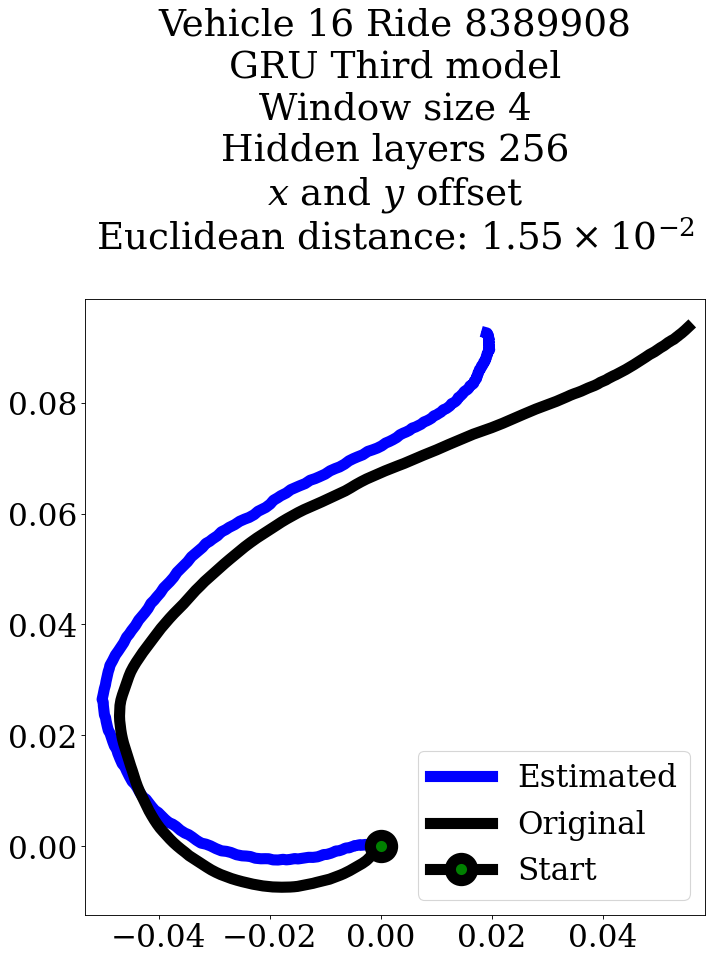 Vehicle 16 Ride 8389908
GRU Third model
Window size 4
Hidden layers 256
x and y offset
Euclidean distance: 1.55 × 10⁻²
0.08
0.06
0.04
0.02
0.00
Estimated
Original
Start
−0.04 −0.02 0.00 0.02 0.04